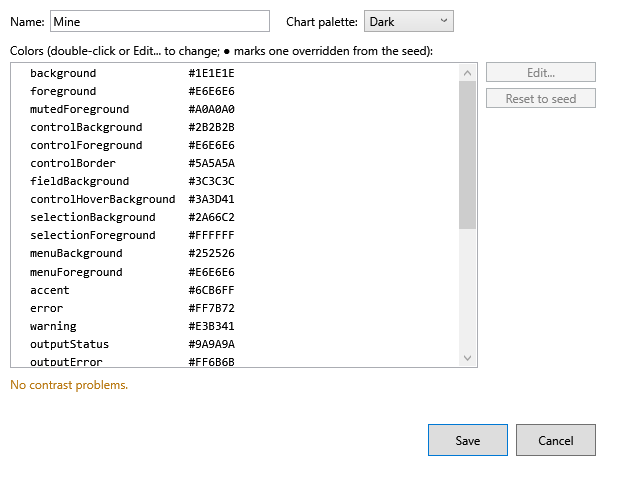 Name: Mine Chart palette: Dark
Colors (double-click or Edit... to change; ● marks one overridden from the seed):
background #1E1E1E Edit...
foreground #E6E6E6 Reset to seed
mutedForeground #A0A0A0
controlBackground #2B2B2B
controlForeground #E6E6E6
controlBorder #5A5A5A
fieldBackground #3C3C3C
controlHoverBackground #3A3D41
selectionBackground #2A66C2
selectionForeground #FFFFFF
menuBackground #252526
menuForeground #E6E6E6
accent #6CB6FF
error #FF7B72
warning #E3B341
outputStatus #9A9A9A
outputError #FF6B6B
No contrast problems.
Save Cancel